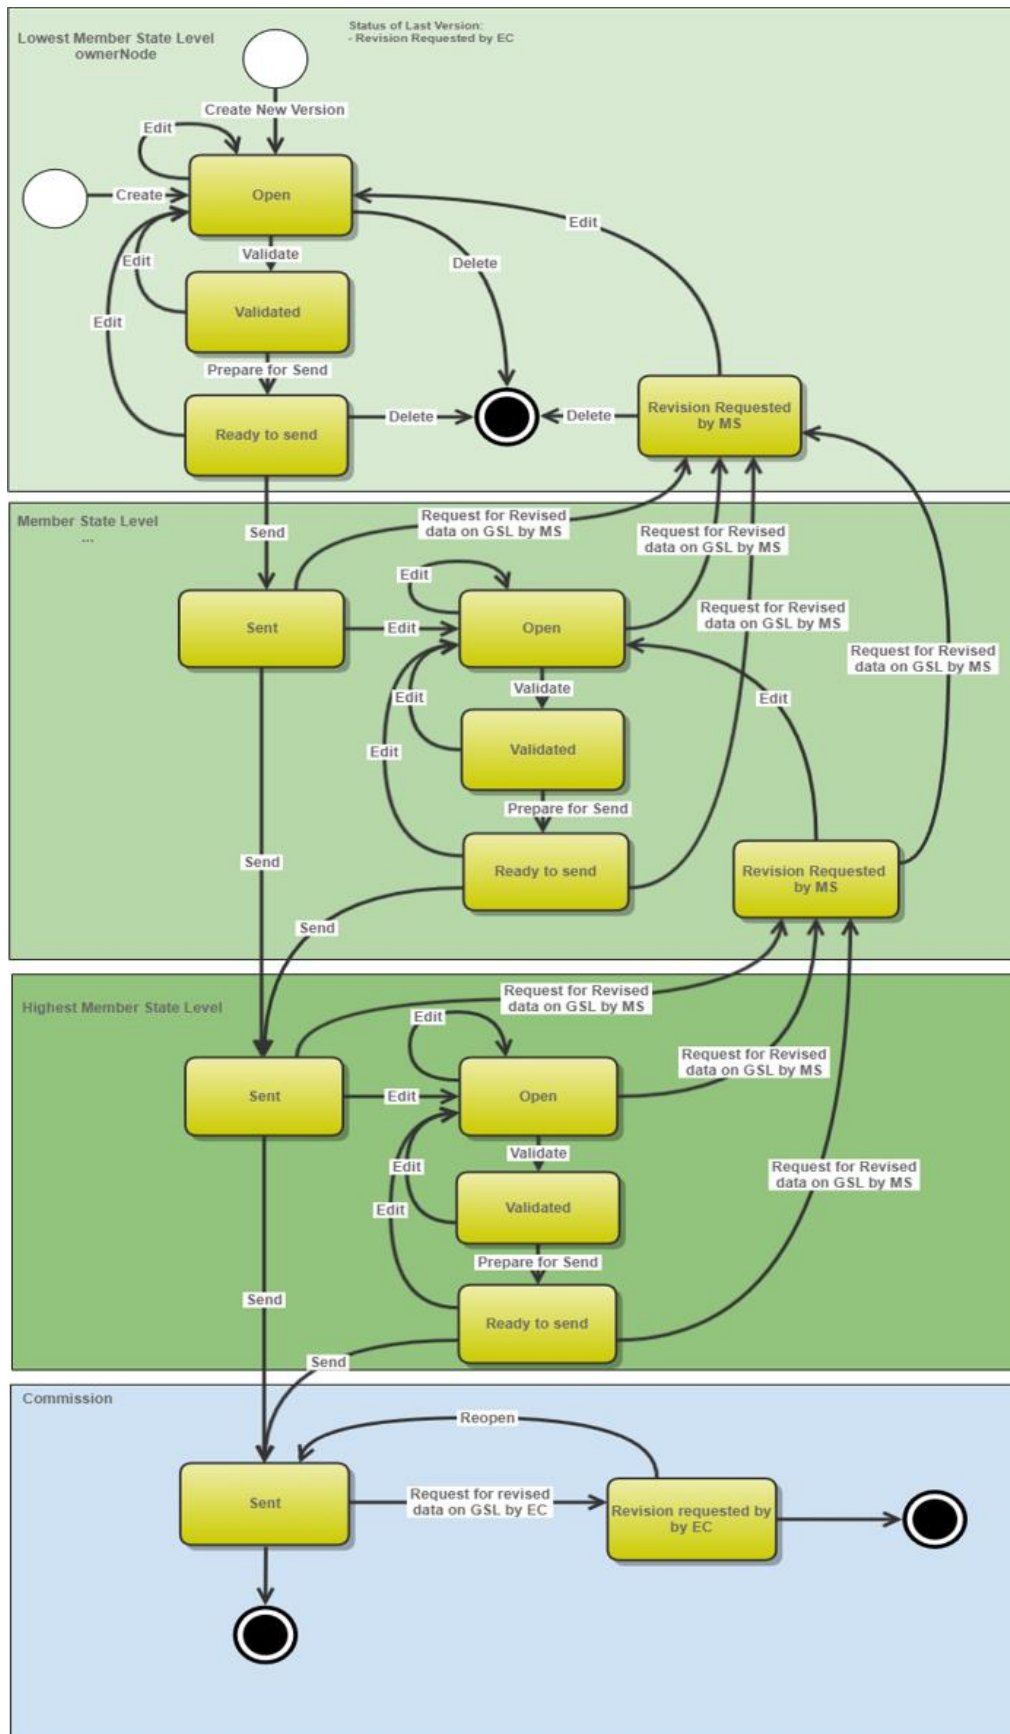 Lowest Member State Level
ownerNode
Status of Last Version:
- Revision Requested by EC
Create New Version
Edit
Create
Open
Edit
Validate
Edit
Delete
Validated
Edit
Prepare for Send
Ready to send
Delete
Delete
Revision Requested
by MS
Member State Level
...
Send
Request for Revised
data on GSL by MS
Request for Revised
data on GSL by MS
Edit
Sent
Edit
Open
Request for Revised
data on GSL by MS
Request for Revised
data on GSL by MS
Validate
Edit
Edit
Validated
Edit
Prepare for Send
Send
Ready to send
Revision Requested
by MS
Send
Highest Member State Level
Request for Revised
data on GSL by MS
Edit
Request for Revised
data on GSL by MS
Sent
Edit
Open
Validate
Edit
Request for Revised
data on GSL by MS
Validated
Edit
Prepare for Send
Send
Ready to send
Send
Commission
Reopen
Sent
Request for revised
data on GSL by EC
Revision requested by
by EC